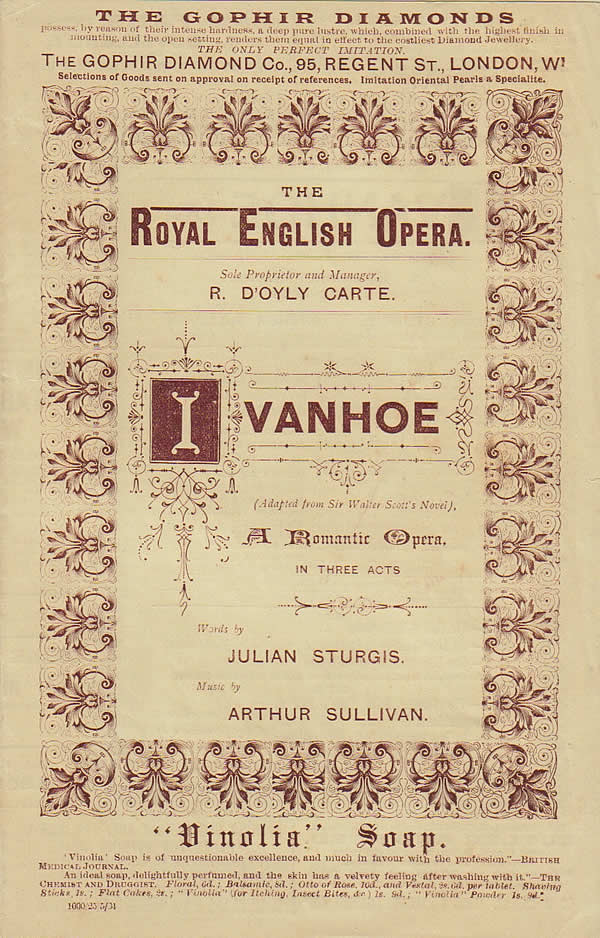 THE GOPHIR DIAMONDS
possess, by reason of their intense hardness, a deep pure lustre, which, combined with the highest finish in
mounting, and the open setting, renders them equal in effect to the costliest Diamond Jewellery.
THE ONLY PERFECT IMITATION.
THE GOPHIR DIAMOND Co., 95, REGENT ST., LONDON, W
Selections of Goods sent on approval on receipt of references. Imitation Oriental Pearls a Specialite.
THE
ROYAL ENGLISH OPERA.
Sole Proprietor and Manager,
R. D'OYLY CARTE.
IVANHOE
(Adapted from Sir Walter Scott's Novel),
A Romantic Opera,
IN THREE ACTS
Words by
JULIAN STURGIS.
Music by
ARTHUR SULLIVAN.
"Vinolia" Soap.
'Vinolia' Soap is of unquestionable excellence, and much in favour with the profession."—BRITISH
MEDICAL JOURNAL.
An ideal soap, delightfully perfumed, and the skin has a velvety feeling after washing with it."—THE
CHEMIST AND DRUGGIST. Floral, 6d.; Balsamic, 8d.; Otto of Rose, 10d., and Vestal, 2s. 6d. per tablet. Shaving
Sticks, 1s.; Flat Cakes, 2s.; "Vinolia" (for Itching, Insect Bites, &c) 1s. 9d.; "Vinolia" Powder 1s. 9d.